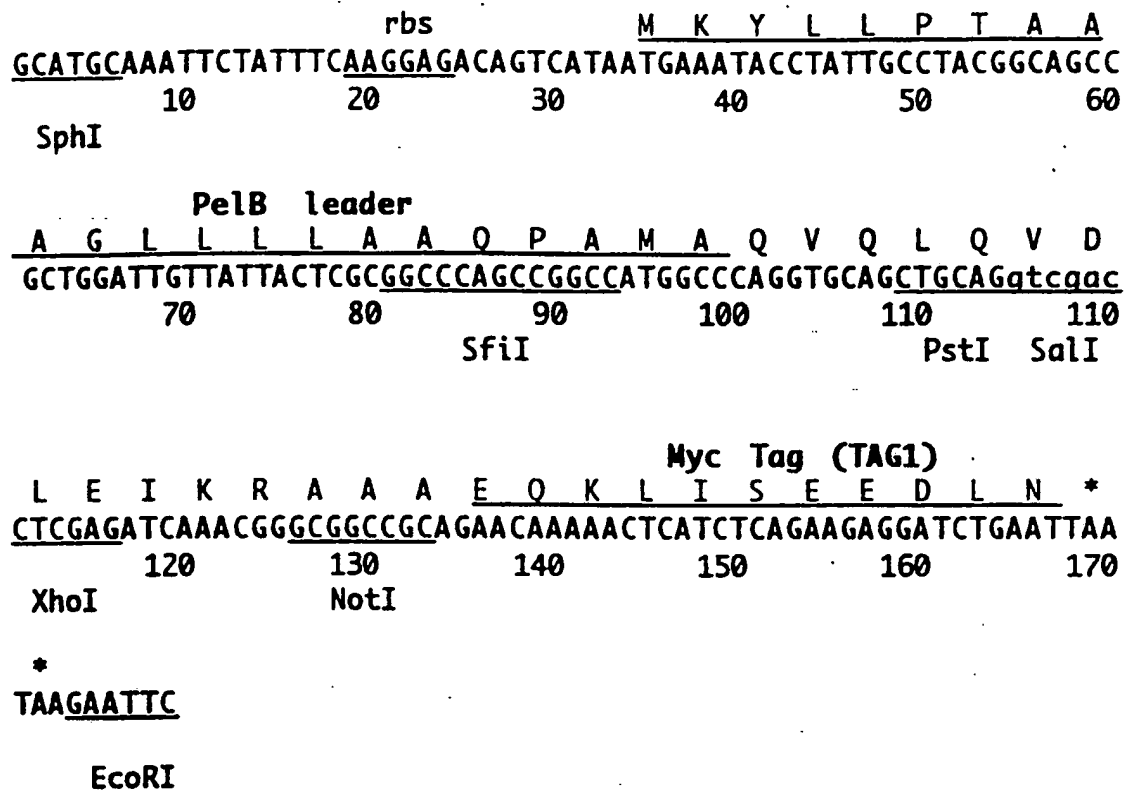 rbs M K Y L L P T A A
GCATGCAAATTCTATTTCAAGGAGACAGTCATAATGAAATACCTATTGCCTACGGCAGCC
10 20 30 40 50 60
SphI
PelB leader
A G L L L L A A Q P A M A Q V Q L Q V D
GCTGGATTGTTATTACTCGCGGCCCAGCCGGCCATGGCCCAGGTGCAGCTGCAGgtcgac
70 80 90 100 110 110
SfiI PstI SalI
Myc Tag (TAG1)
L E I K R A A A E Q K L I S E E D L N *
CTCGAGATCAAACGGGCGGCCGCAGAACAAAAACTCATCTCAGAAGAGGATCTGAATTAA
120 130 140 150 160 170
XhoI NotI
*
TAAGAATTC
EcoRI